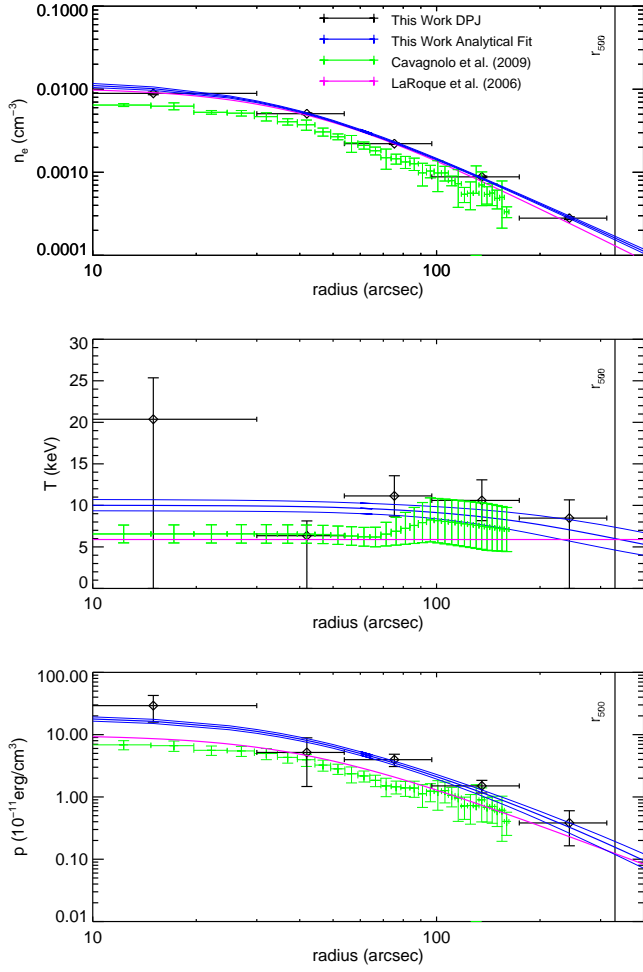 0.1000
This Work DPJ
This Work Analytical Fit
Cavagnolo et al. (2009)
LaRoque et al. (2006)
r500
0.0100
n_e (cm⁻³)
0.0010
0.0001
10
100
radius (arcsec)
30
25
r500
20
T (keV)
15
10
5
0
10
100
radius (arcsec)
100.00
r500
10.00
p (10⁻¹¹erg/cm³)
1.00
0.10
0.01
10
100
radius (arcsec)